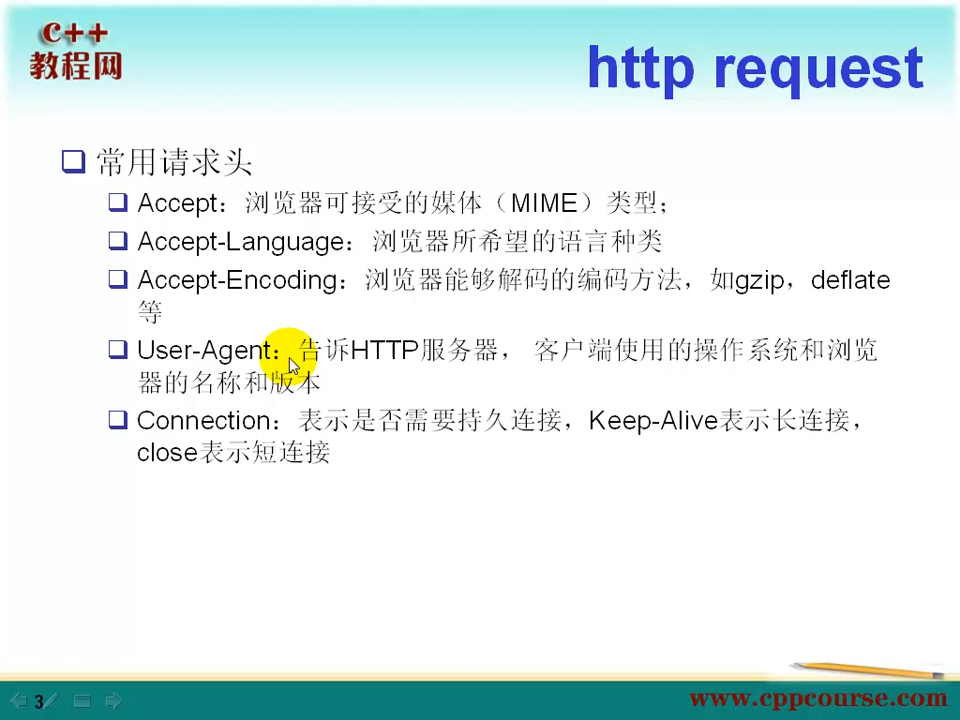 c++
教程网
http request
常用请求头
Accept：浏览器可接受的媒体（MIME）类型；
Accept-Language：浏览器所希望的语言种类
Accept-Encoding：浏览器能够解码的编码方法，如gzip，deflate
等
User-Agent：告诉HTTP服务器， 客户端使用的操作系统和浏览
器的名称和版本
Connection：表示是否需要持久连接，Keep-Alive表示长连接，
close表示短连接
3
www.cppcourse.com